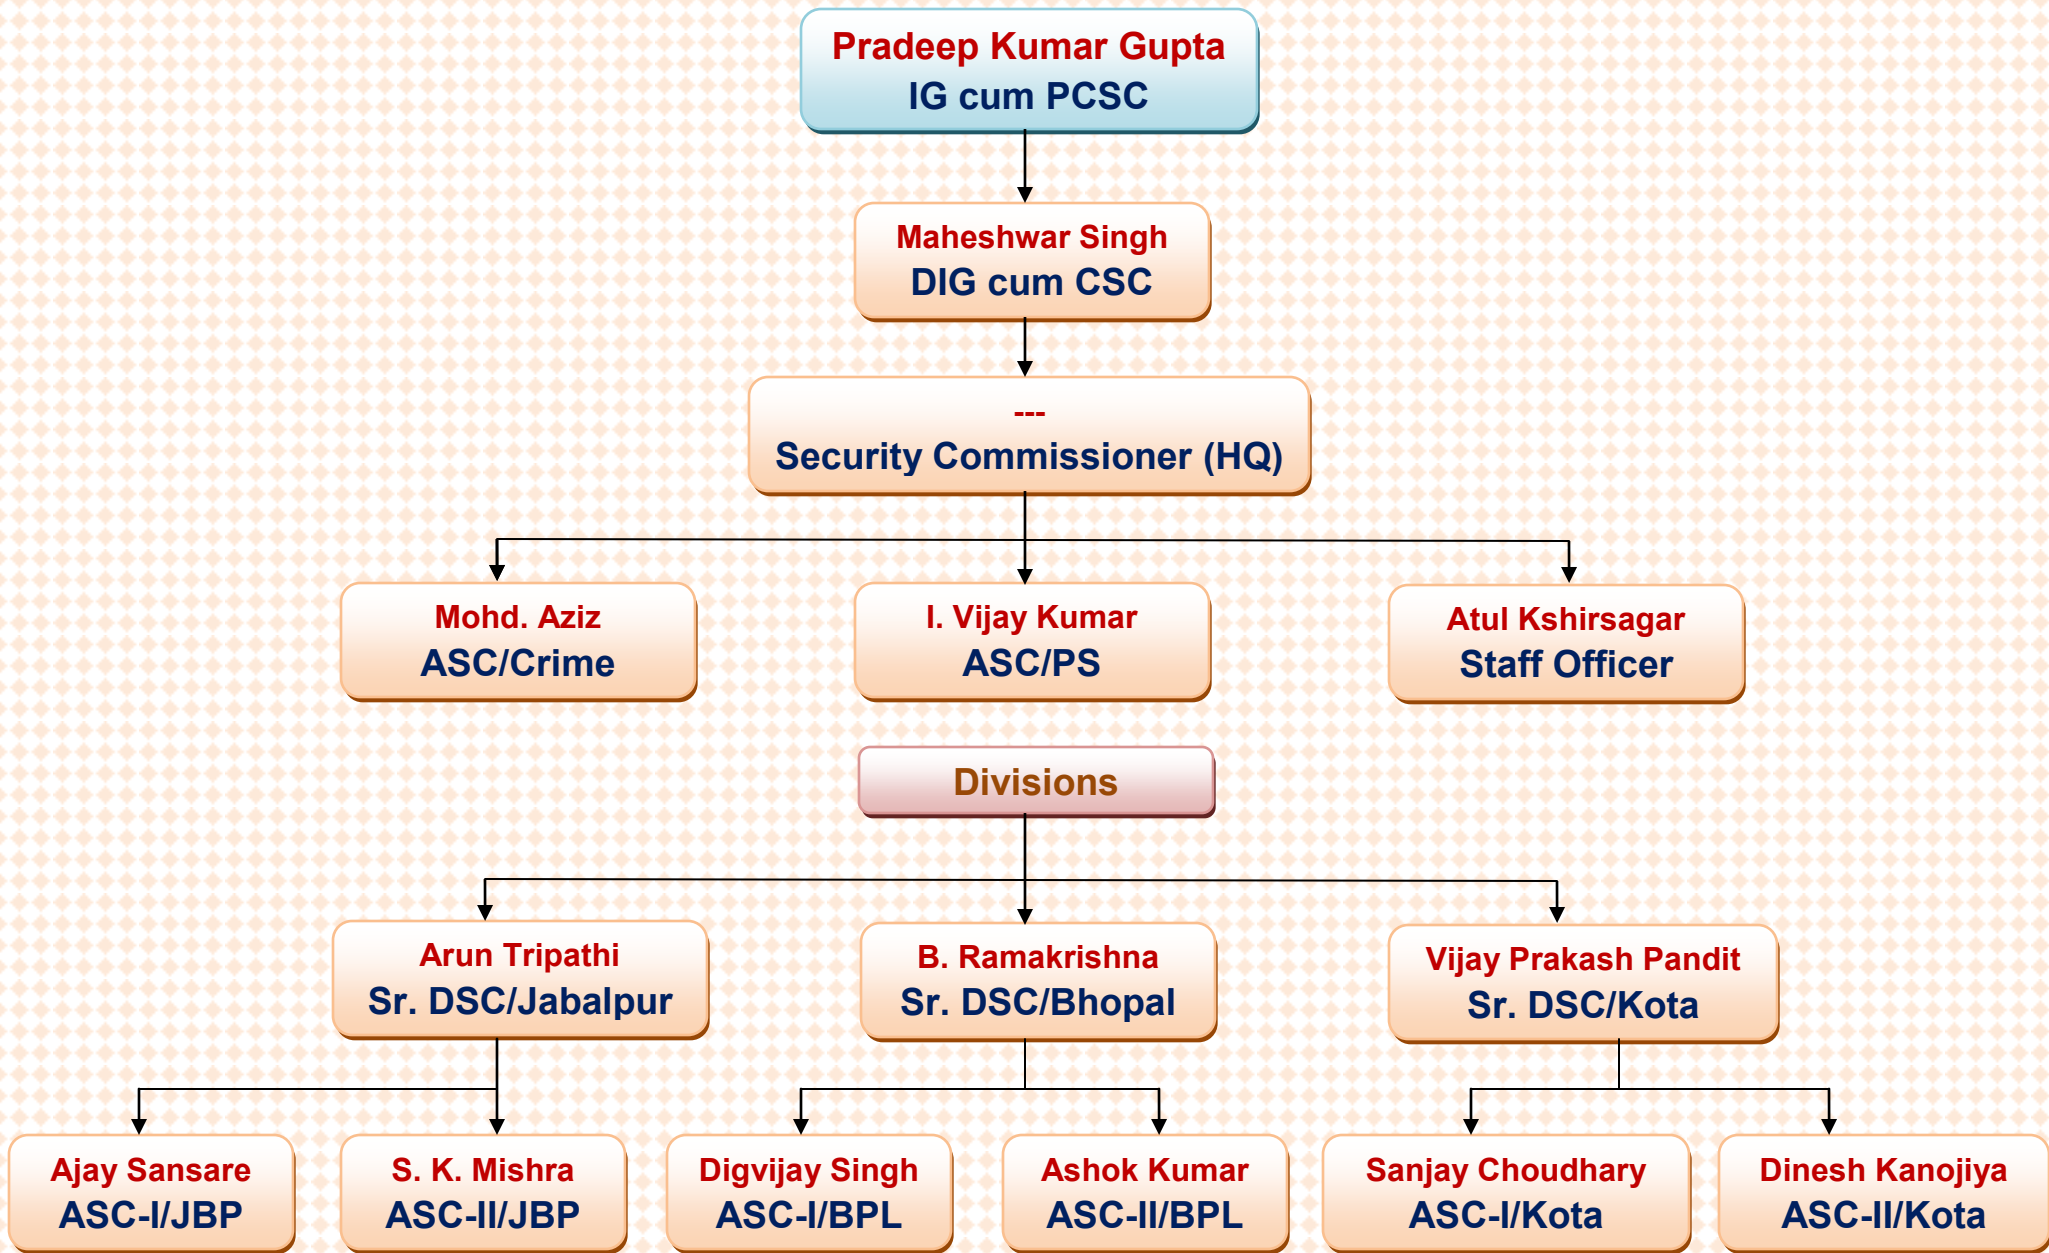 Pradeep Kumar Gupta
IG cum PCSC
Maheshwar Singh
DIG cum CSC
---
Security Commissioner (HQ)
Mohd. Aziz
ASC/Crime
I. Vijay Kumar
ASC/PS
Atul Kshirsagar
Staff Officer
Divisions
Arun Tripathi
Sr. DSC/Jabalpur
B. Ramakrishna
Sr. DSC/Bhopal
Vijay Prakash Pandit
Sr. DSC/Kota
Ajay Sansare
ASC-I/JBP
S. K. Mishra
ASC-II/JBP
Digvijay Singh
ASC-I/BPL
Ashok Kumar
ASC-II/BPL
Sanjay Choudhary
ASC-I/Kota
Dinesh Kanojiya
ASC-II/Kota